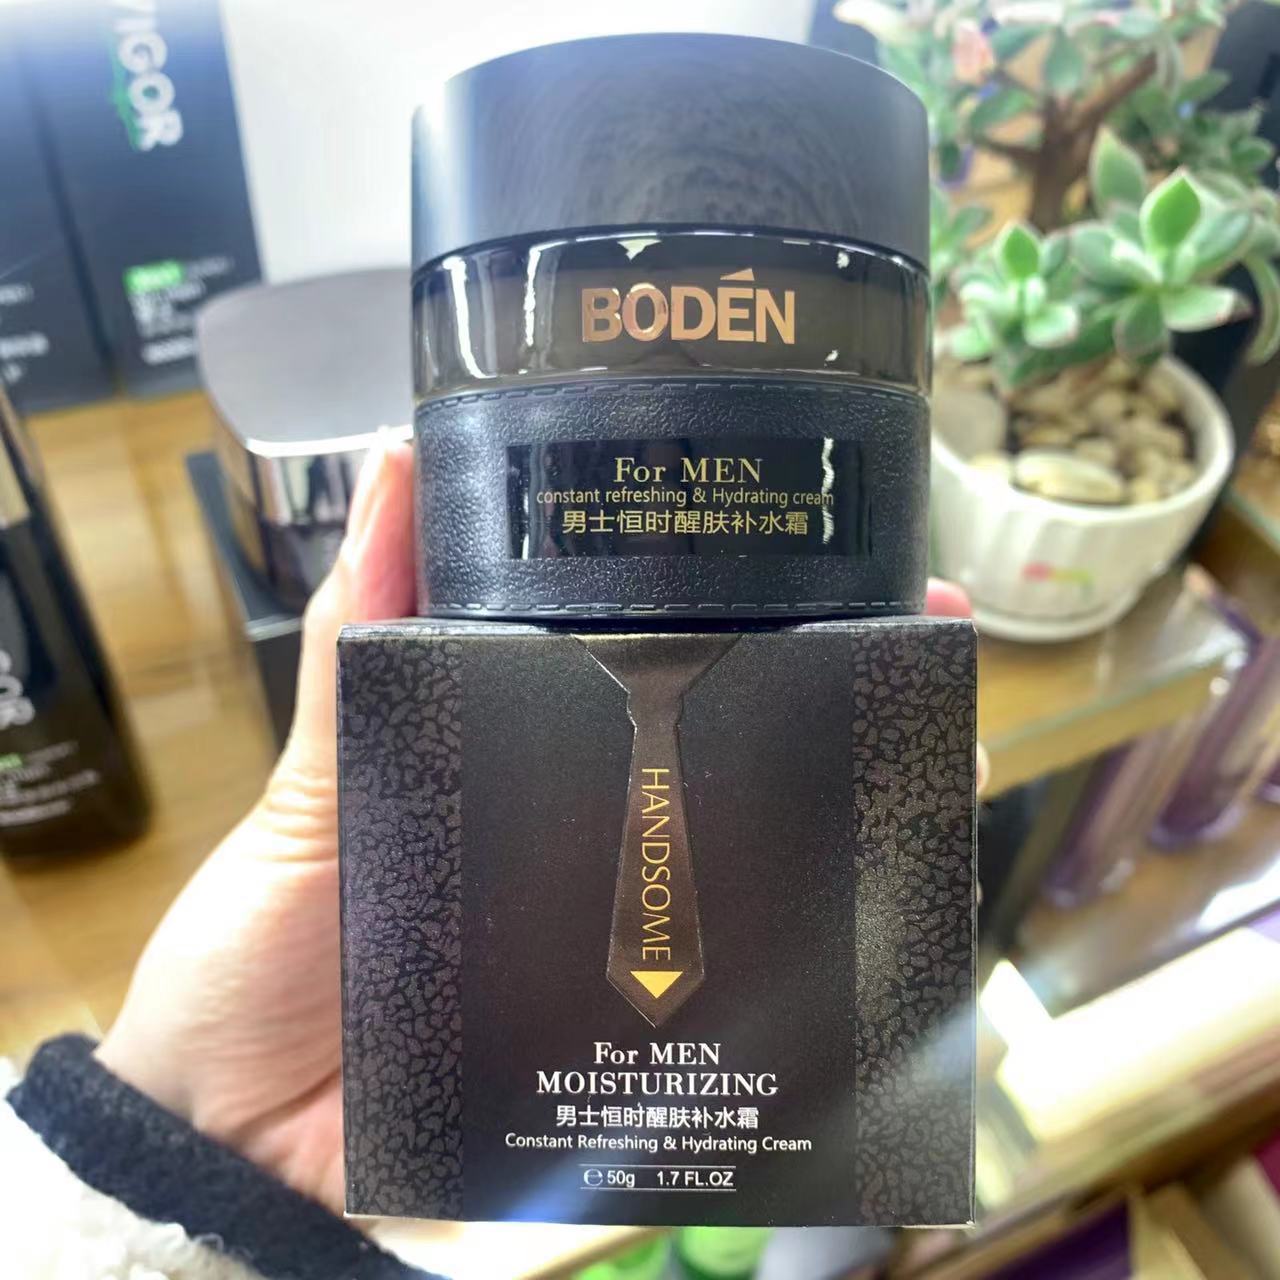 VIGOR
BODÉN
For MEN
constant refreshing & Hydrating cream
男士恒时醒肤补水霜
HANDSOME
For MEN
MOISTURIZING
男士恒时醒肤补水霜
Constant Refreshing & Hydrating Cream
℮ 50g 1.7 FL.OZ